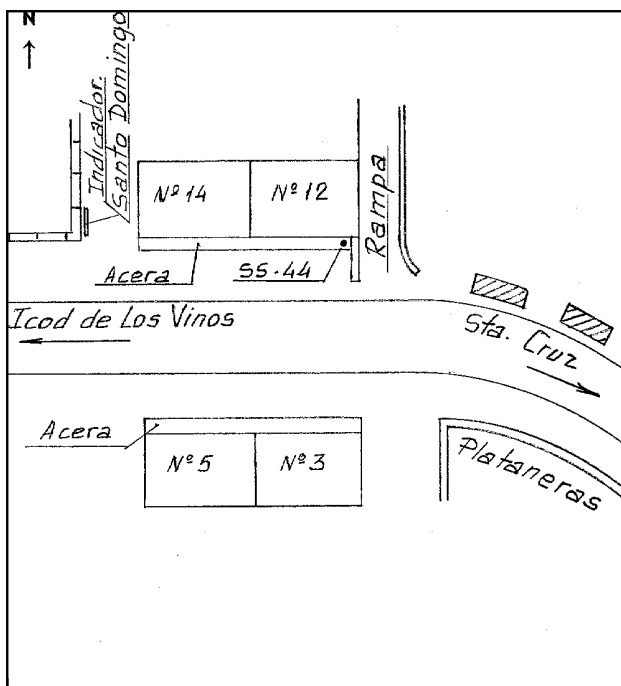 N
Indicador.
Santo Domingo
Nº 14
Nº 12
Rampa
Acera
SS-44
Icod de Los Vinos
Sta. Cruz
Acera
Nº 5
Nº 3
Plataneras